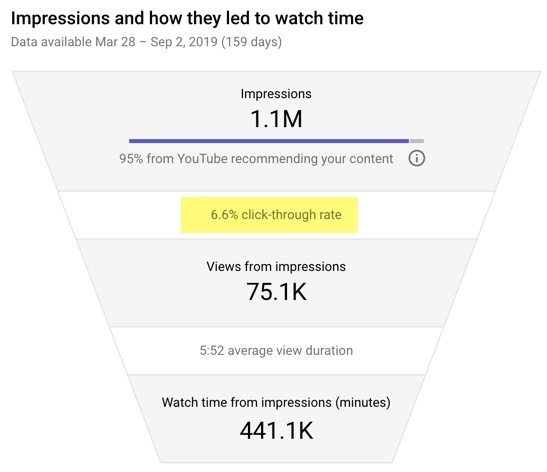 Impressions and how they led to watch time
Data available Mar 28 – Sep 2, 2019 (159 days)
Impressions
1.1M
95% from YouTube recommending your content
6.6% click-through rate
Views from impressions
75.1K
5:52 average view duration
Watch time from impressions (minutes)
441.1K